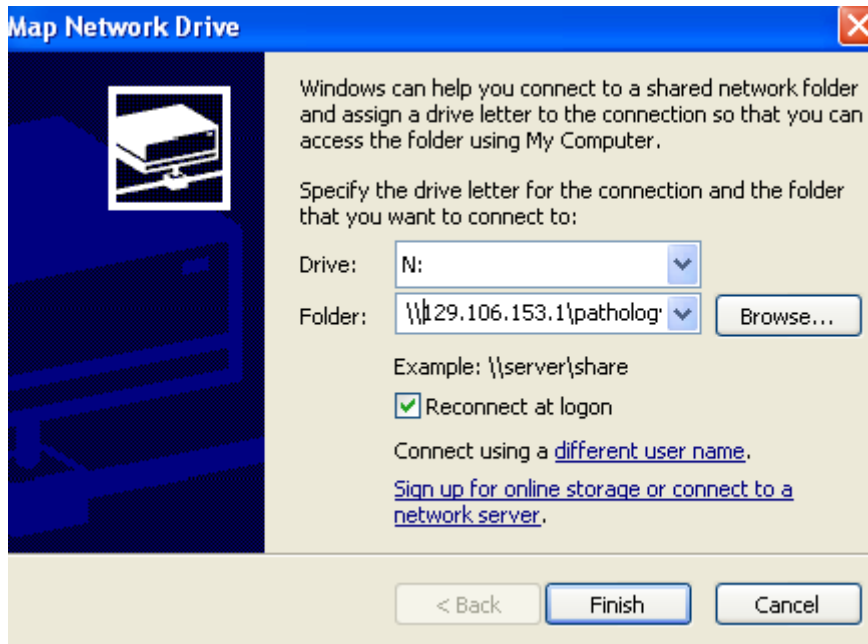 Map Network Drive
Windows can help you connect to a shared network folder
and assign a drive letter to the connection so that you can
access the folder using My Computer.
Specify the drive letter for the connection and the folder
that you want to connect to:
Drive: N:
Folder: \\129.106.153.1\patholog Browse...
Example: \\server\share
Reconnect at logon
Connect using a different user name.
Sign up for online storage or connect to a
network server.
< Back Finish Cancel